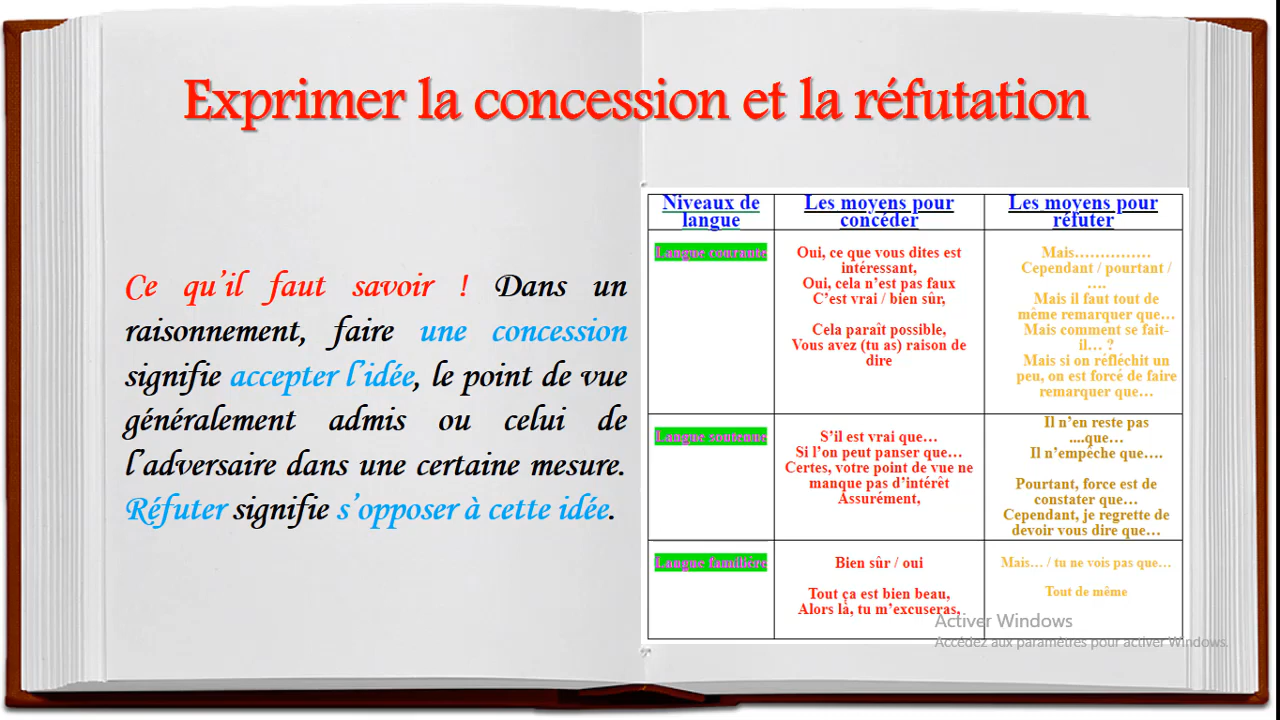 Exprimer la concession et la réfutation
Ce qu'il faut savoir ! Dans un
raisonnement, faire une concession
signifie accepter l'idée, le point de vue
généralement admis ou celui de
l'adversaire dans une certaine mesure.
Réfuter signifie s'opposer à cette idée.
Niveaux de
langue
Les moyens pour
concéder
Les moyens pour
réfuter
Langue courante
Oui, ce que vous dites est
intéressant,
Oui, cela n'est pas faux
C'est vrai / bien sûr,
Cela paraît possible,
Vous avez (tu as) raison de
dire
Mais……………
Cependant / pourtant /
….
Mais il faut tout de
même remarquer que…
Mais comment se fait-
il… ?
Mais si on réfléchit un
peu, on est forcé de faire
remarquer que…
Langue soutenue
S'il est vrai que…
Si l'on peut panser que…
Certes, votre point de vue ne
manque pas d'intérêt
Assurément,
Il n'en reste pas
....que…
Il n'empêche que….
Pourtant, force est de
constater que…
Cependant, je regrette de
devoir vous dire que…
Langue familière
Bien sûr / oui
Tout ça est bien beau,
Alors là, tu m'excuseras,
Mais… / tu ne vois pas que…
Tout de même
Activer Windows
Accédez aux paramètres pour activer Windows.